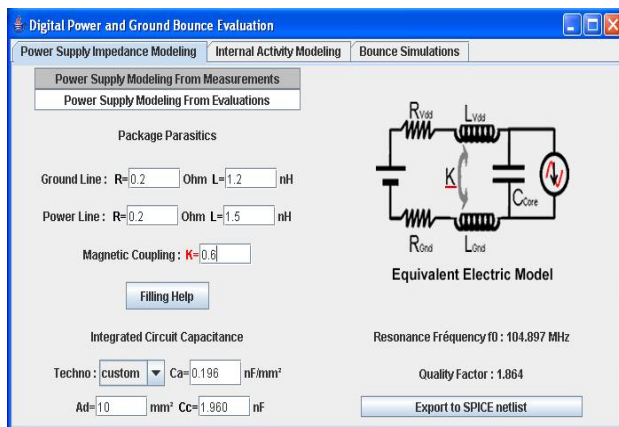 Digital Power and Ground Bounce Evaluation
Power Supply Impedance Modeling Internal Activity Modeling Bounce Simulations
Power Supply Modeling From Measurements
Power Supply Modeling From Evaluations
Package Parasitics
Ground Line : R= 0.2 Ohm L= 1.2 nH
Power Line : R= 0.2 Ohm L= 1.5 nH
Magnetic Coupling : K= 0.6
Filling Help
Integrated Circuit Capacitance
Techno : custom Ca= 0.196 nF/mm²
Ad= 10 mm² Cc= 1.960 nF
RVdd LVdd
K
CCore
RGnd LGnd
Equivalent Electric Model
Resonance Fréquency f0 : 104.897 MHz
Quality Factor : 1.864
Export to SPICE netlist